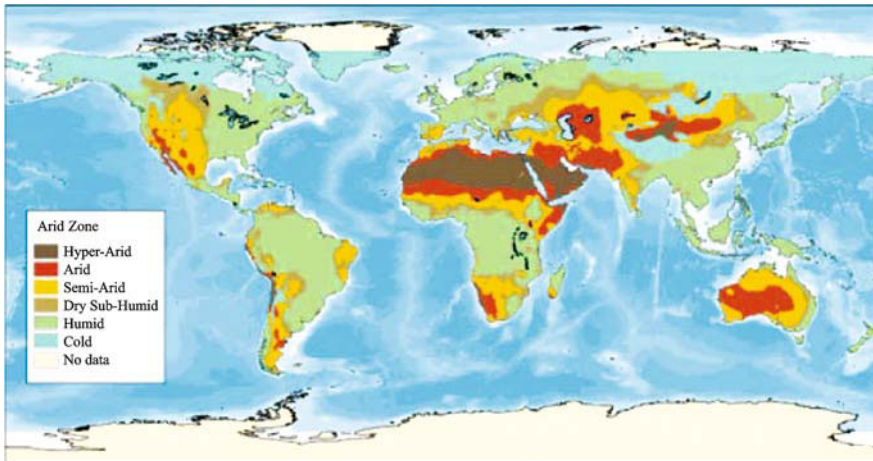 Arid Zone
Hyper-Arid
Arid
Semi-Arid
Dry Sub-Humid
Humid
Cold
No data